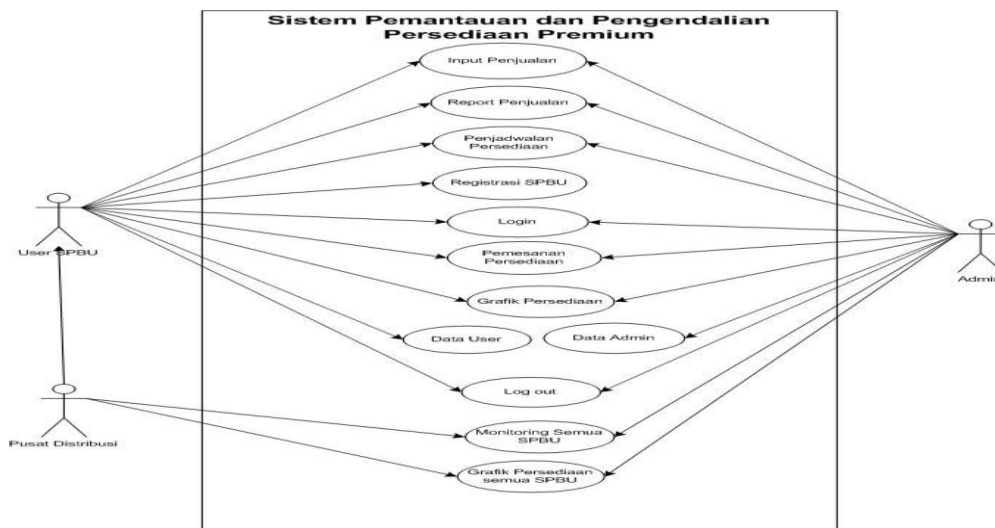 Sistem Pemantauan dan Pengendalian
Persediaan Premium
Input Penjualan
Report Penjualan
Penjadwalan
Persediaan
Registrasi SPBU
Login
User SPBU
Pemesanan
Persediaan
Admin
Grafik Persediaan
Data User
Data Admin
Log out
Pusat Distribusi
Monitoring Semua
SPBU
Grafik Persediaan
semua SPBU